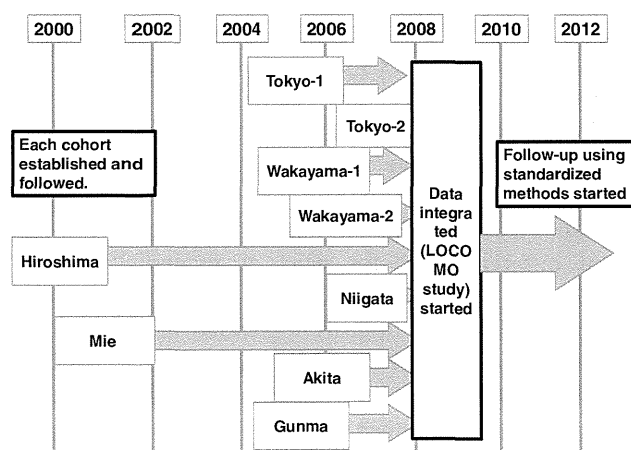 2000 2002 2004 2006 2008 2010 2012
Tokyo-1
Tokyo-2
Each cohort
established and
followed.
Wakayama-1
Wakayama-2
Hiroshima
Niigata
Mie
Akita
Gunma
Data
integra
ted
(LOCO
MO
study)
started
Follow-up using
standardized
methods started